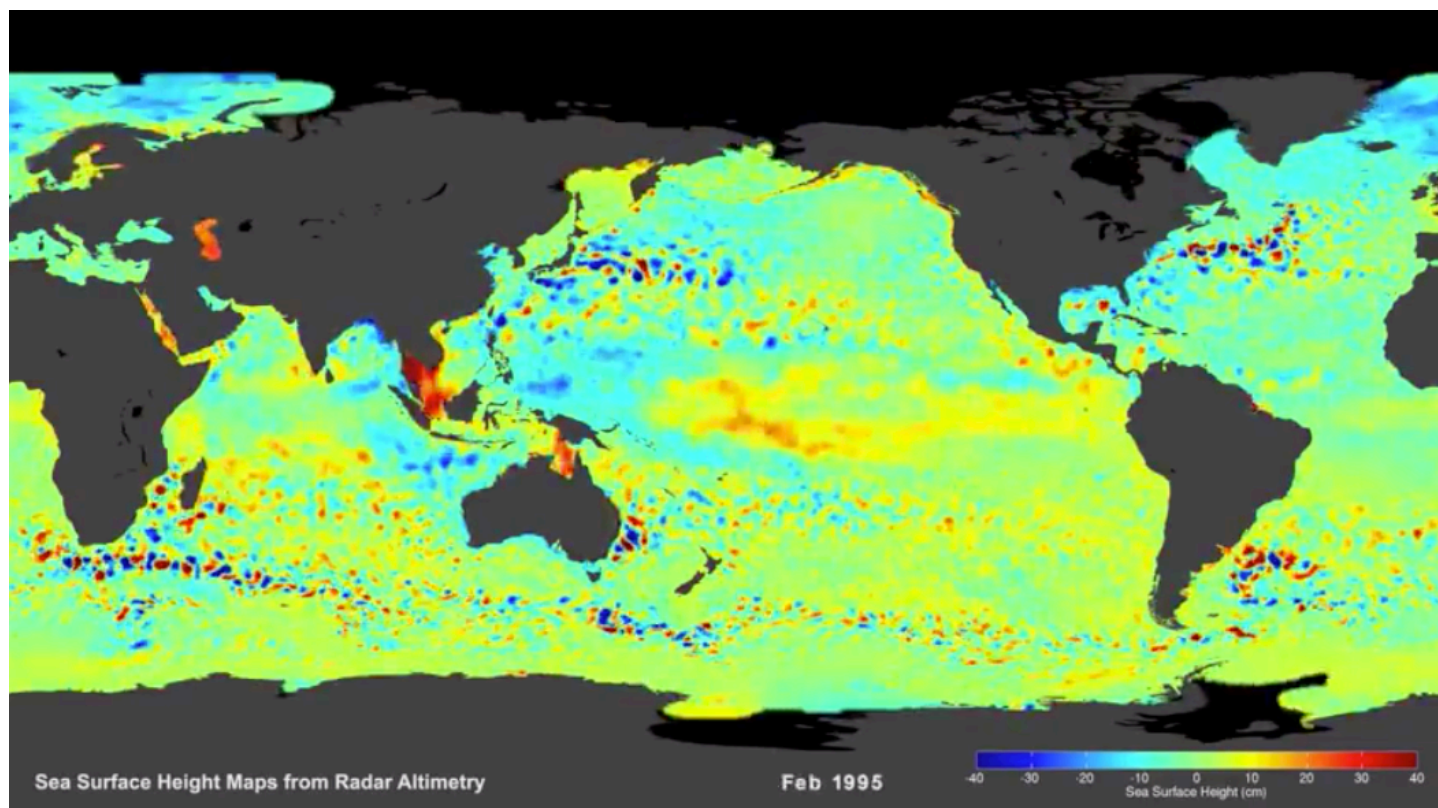 Sea Surface Height Maps from Radar Altimetry
Feb 1995
-40 -30 -20 -10 0 10 20 30 40
Sea Surface Height (cm)